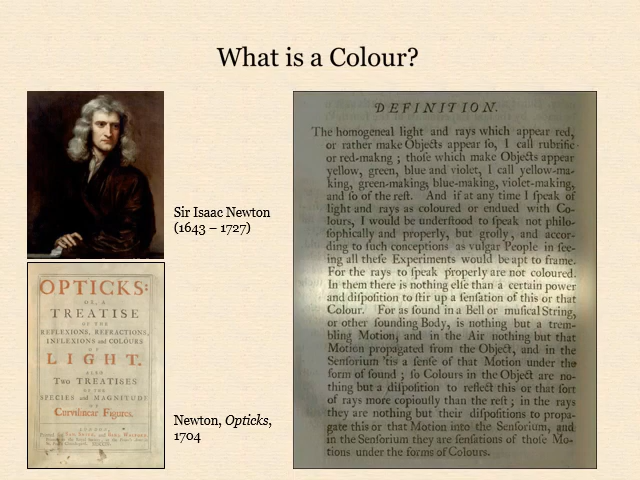 What is a Colour?
Sir Isaac Newton
(1643 – 1727)
OPTICKS:
OR, A
TREATISE
OF THE
REFLEXIONS, REFRACTIONS,
INFLEXIONS and COLOURS
OF
LIGHT.
ALSO
Two TREATISES
OF THE
SPECIES and MAGNITUDE
OF
Curvilinear Figures.
LONDON,
Newton, Opticks,
1704
DEFINITION.
The homogeneal light and rays which appear red,
or rather make Objects appear ſo, I call rubrific
or red-makng ; thoſe which make Objects appear
yellow, green, blue and violet, I call yellow-ma-
king, green-making, blue-making, violet-making,
and ſo of the reſt. And if at any time I ſpeak of
light and rays as coloured or endued with Co-
lours, I would be underſtood to ſpeak not philo-
ſophically and properly, but groſly, and accor-
ding to ſuch conceptions as vulgar People in ſee-
ing all theſe Experiments would be apt to frame.
For the rays to ſpeak properly are not coloured.
In them there is nothing elſe than a certain power
and diſpoſition to ſtir up a ſenſation of this or that
Colour. For as found in a Bell or muſical String,
or other ſounding Body, is nothing but a trem-
bling Motion, and in the Air nothing but that
Motion propagated from the Object, and in the
Senſorium 'tis a ſenſe of that Motion under the
form of ſound ; ſo Colours in the Object are no-
thing but a diſpoſition to reflect this or that ſort
of rays more copiouſly than the reſt ; in the rays
they are nothing but their diſpoſitions to propa-
gate this or that Motion into the Senſorium, and
in the Senſorium they are ſenſations of thoſe Mo-
tions under the forms of Colours.